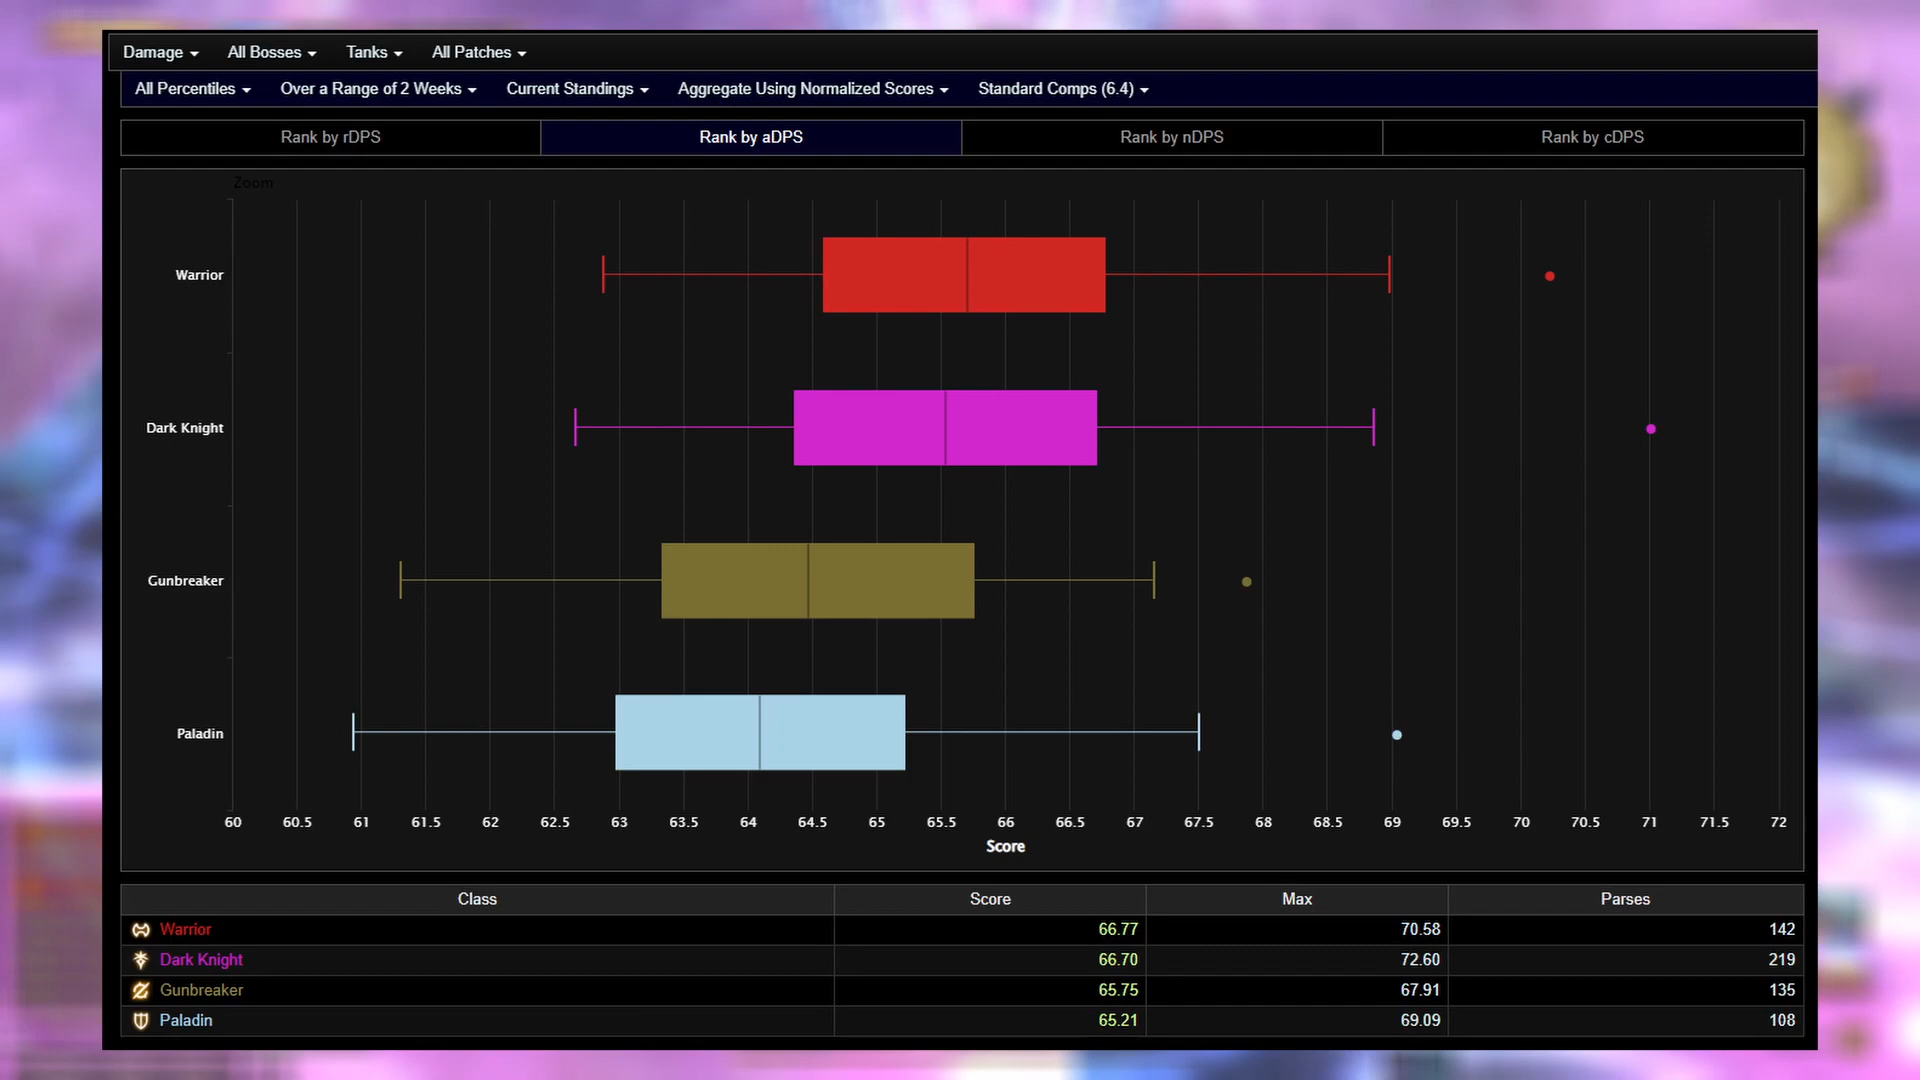 Damage All Bosses Tanks All Patches
All Percentiles Over a Range of 2 Weeks Current Standings Aggregate Using Normalized Scores Standard Comps (6.4)
Rank by rDPS Rank by aDPS Rank by nDPS Rank by cDPS
Zoom
Warrior
Dark Knight
Gunbreaker
Paladin
60 60.5 61 61.5 62 62.5 63 63.5 64 64.5 65 65.5 66 66.5 67 67.5 68 68.5 69 69.5 70 70.5 71 71.5 72
Score
Class Score Max Parses
Warrior 66.77 70.58 142
Dark Knight 66.70 72.60 219
Gunbreaker 65.75 67.91 135
Paladin 65.21 69.09 108